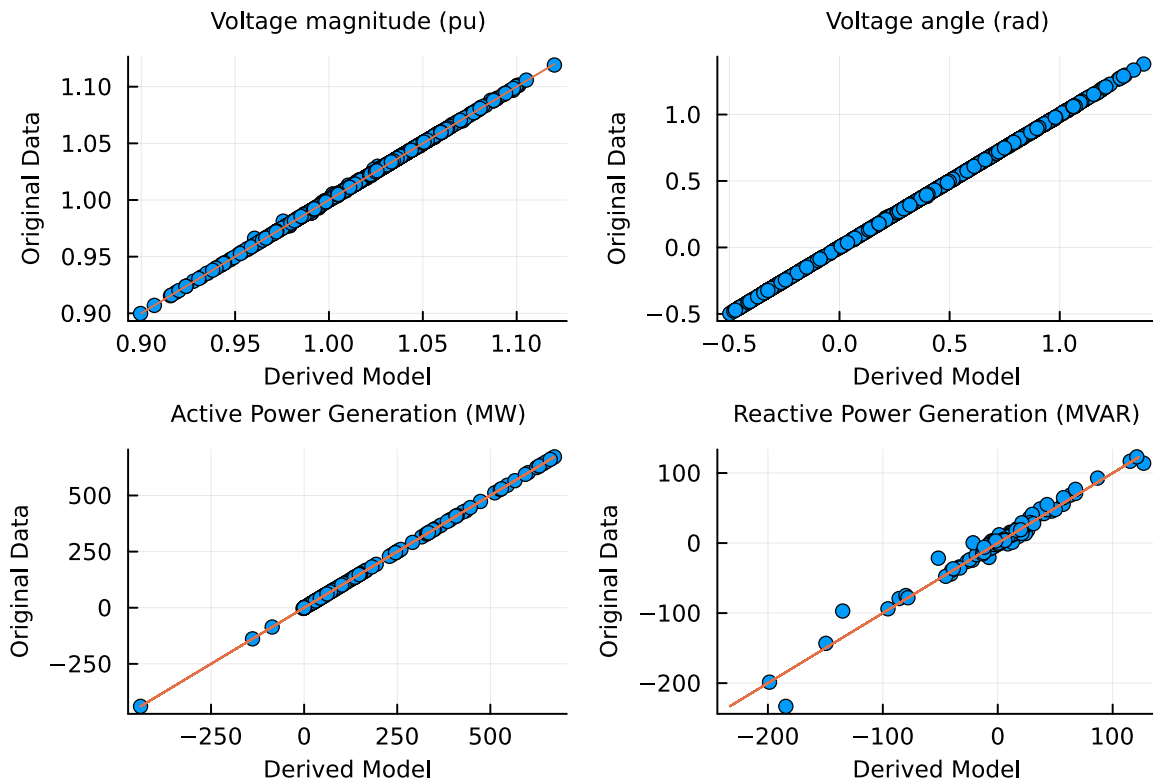 Voltage magnitude (pu)
Original Data
1.10
1.05
1.00
0.95
0.90
0.90 0.95 1.00 1.05 1.10
Derived Model
Voltage angle (rad)
Original Data
1.0
0.5
0.0
−0.5
−0.5 0.0 0.5 1.0
Derived Model
Active Power Generation (MW)
Original Data
500
250
0
−250
−250 0 250 500
Derived Model
Reactive Power Generation (MVAR)
Original Data
100
0
−100
−200
−200 −100 0 100
Derived Model